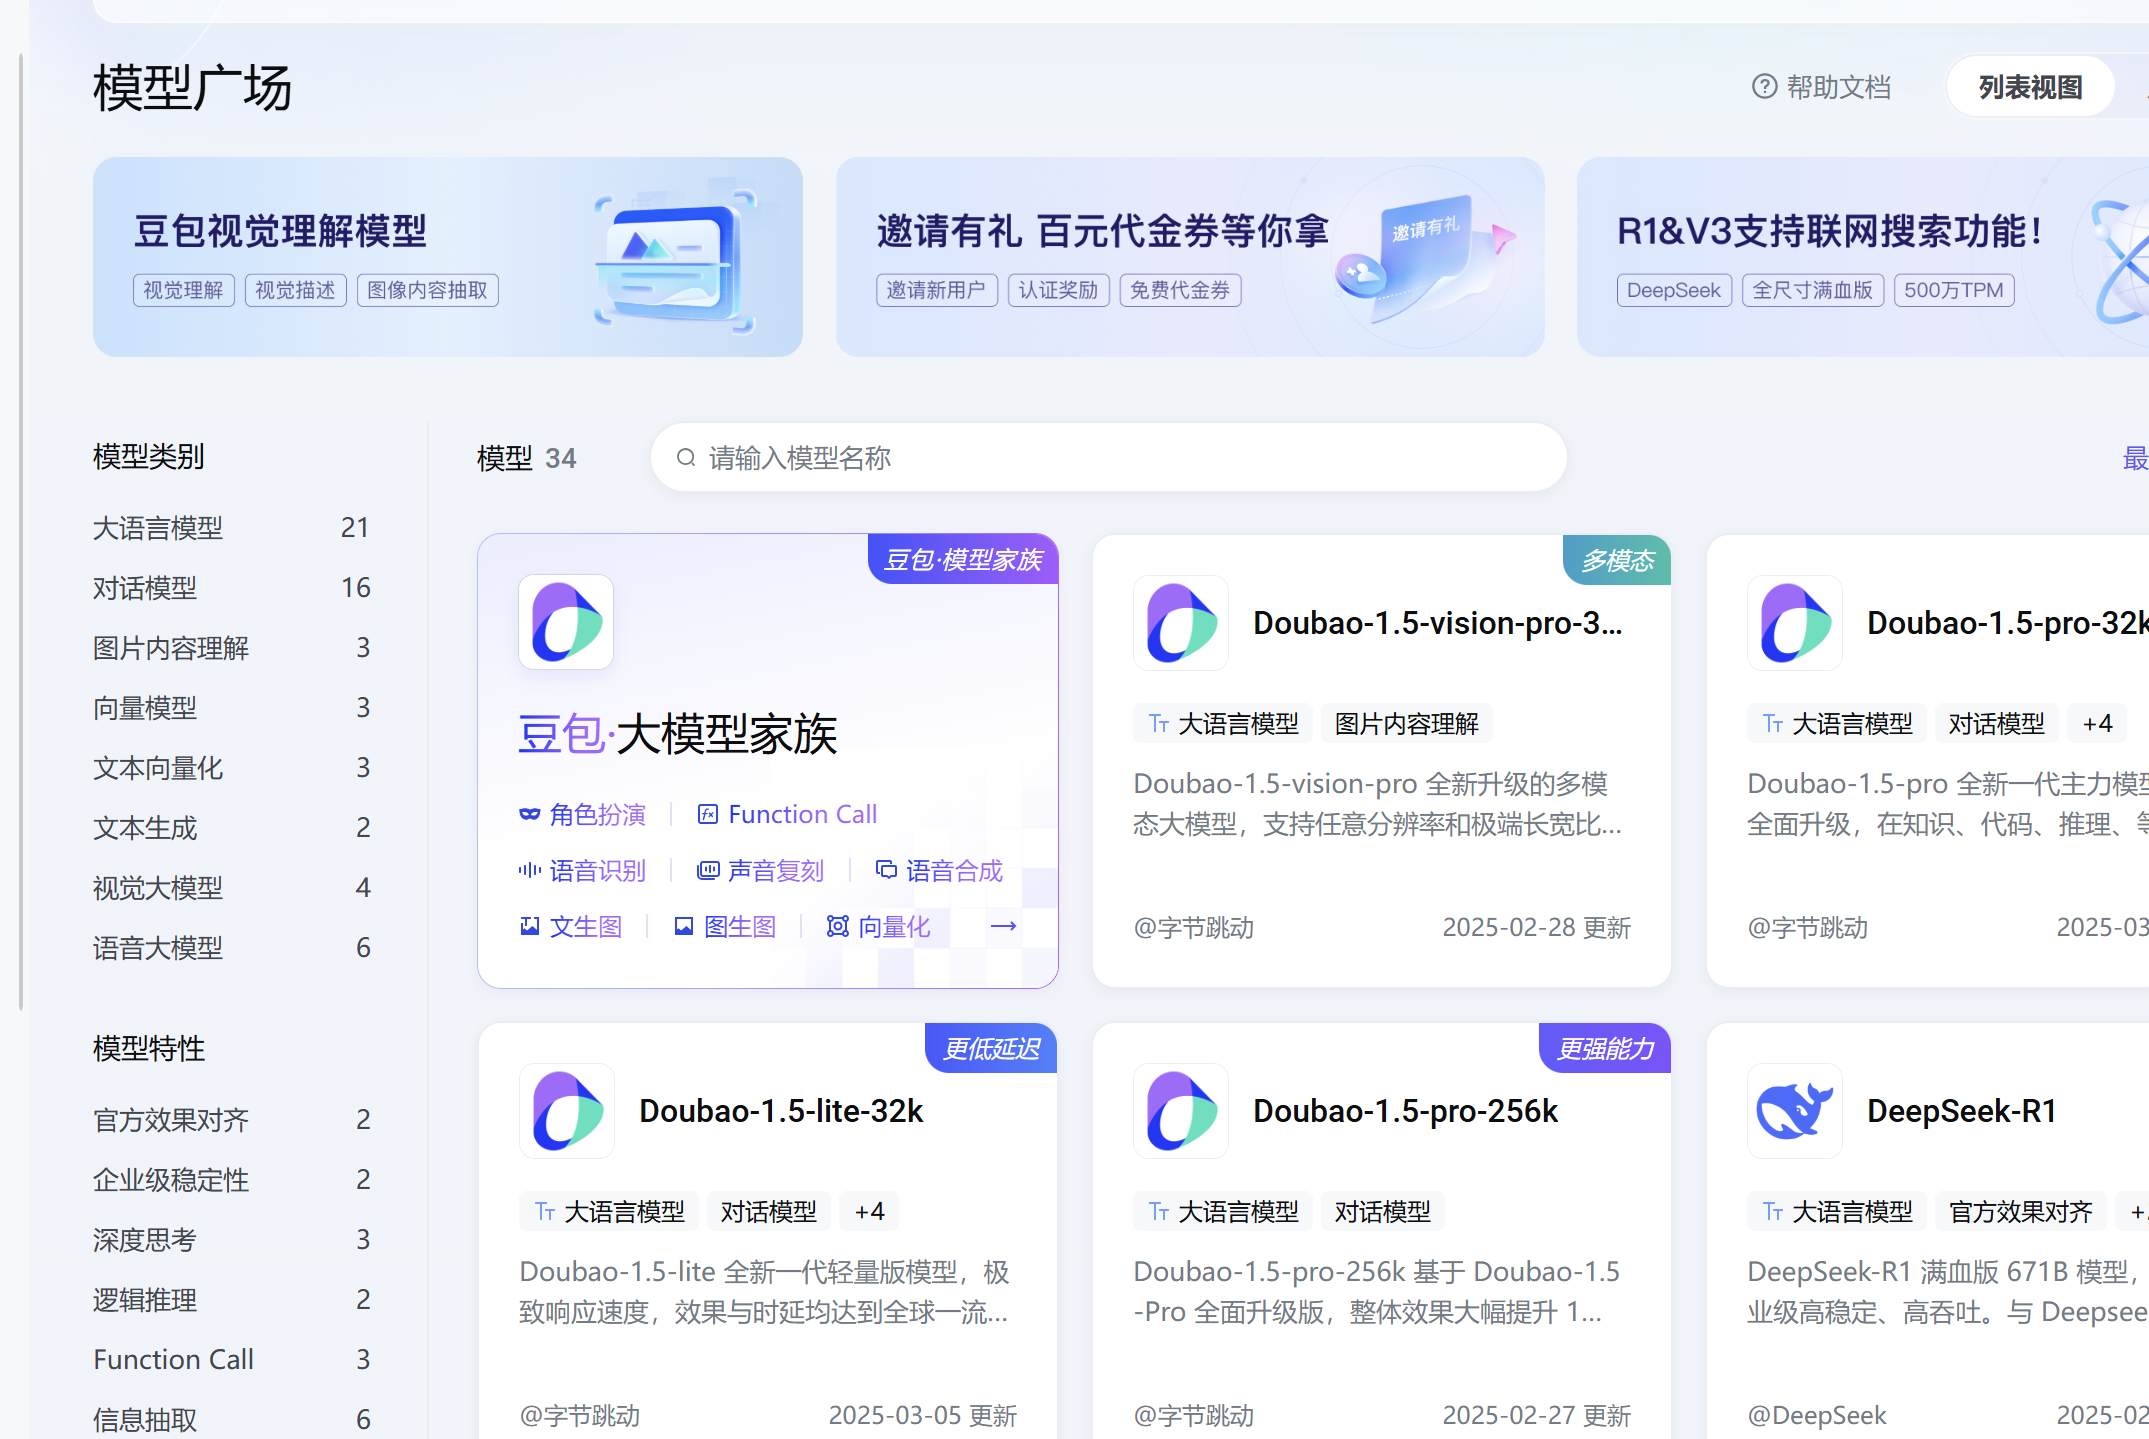 模型广场
帮助文档
列表视图
豆包视觉理解模型
视觉理解 视觉描述 图像内容抽取
邀请有礼 百元代金券等你拿
邀请新用户 认证奖励 免费代金券
邀请有礼
R1&V3支持联网搜索功能！
DeepSeek 全尺寸满血版 500万TPM
模型类别
大语言模型 21
对话模型 16
图片内容理解 3
向量模型 3
文本向量化 3
文本生成 2
视觉大模型 4
语音大模型 6
模型特性
官方效果对齐 2
企业级稳定性 2
深度思考 3
逻辑推理 2
Function Call 3
信息抽取 6
模型 34
请输入模型名称
最
豆包·模型家族
豆包·大模型家族
角色扮演 Function Call
语音识别 声音复刻 语音合成
文生图 图生图 向量化 →
多模态
Doubao-1.5-vision-pro-3...
大语言模型 图片内容理解
Doubao-1.5-vision-pro 全新升级的多模
态大模型，支持任意分辨率和极端长宽比...
@字节跳动 2025-02-28 更新
Doubao-1.5-pro-32k
大语言模型 对话模型 +4
Doubao-1.5-pro 全新一代主力模型
全面升级，在知识、代码、推理、等
@字节跳动 2025-03
更低延迟
Doubao-1.5-lite-32k
大语言模型 对话模型 +4
Doubao-1.5-lite 全新一代轻量版模型，极
致响应速度，效果与时延均达到全球一流...
@字节跳动 2025-03-05 更新
更强能力
Doubao-1.5-pro-256k
大语言模型 对话模型
Doubao-1.5-pro-256k 基于 Doubao-1.5
-Pro 全面升级版，整体效果大幅提升 1...
@字节跳动 2025-02-27 更新
DeepSeek-R1
大语言模型 官方效果对齐
DeepSeek-R1 满血版 671B 模型，
业级高稳定、高吞吐。与 Deepsee
@DeepSeek 2025-02